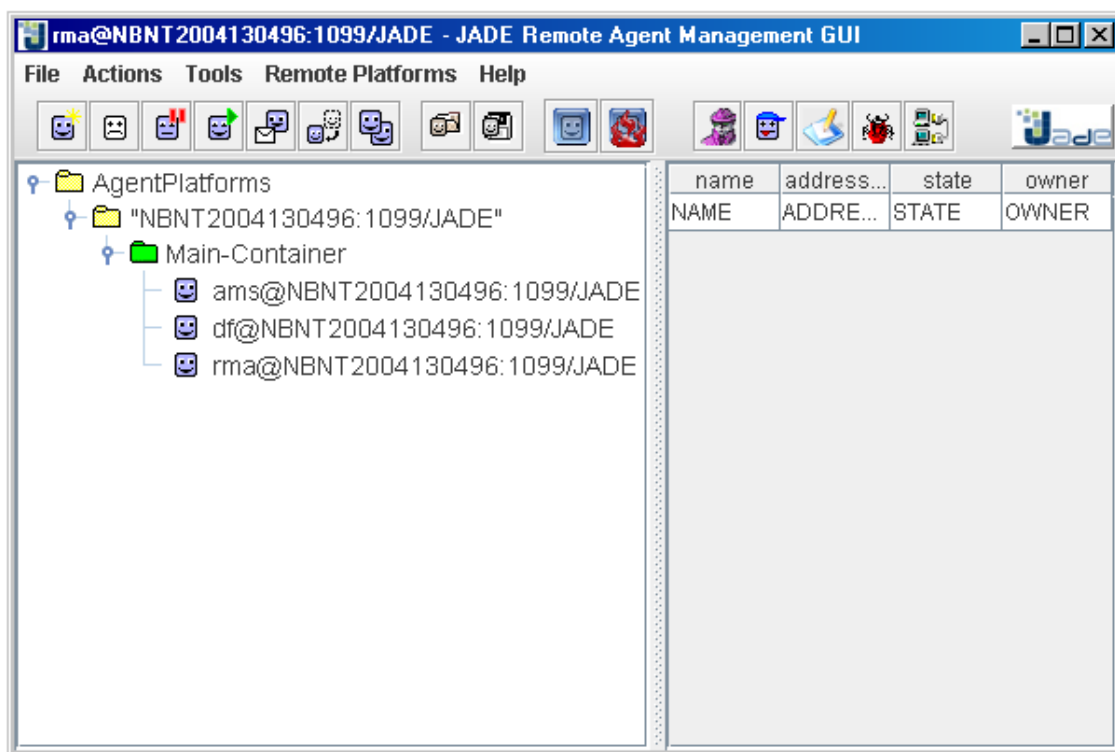 rma@NBNT2004130496:1099/JADE - JADE Remote Agent Management GUI
File Actions Tools Remote Platforms Help
Jade
AgentPlatforms
"NBNT2004130496:1099/JADE"
Main-Container
ams@NBNT2004130496:1099/JADE
df@NBNT2004130496:1099/JADE
rma@NBNT2004130496:1099/JADE
name address... state owner
NAME ADDRE... STATE OWNER